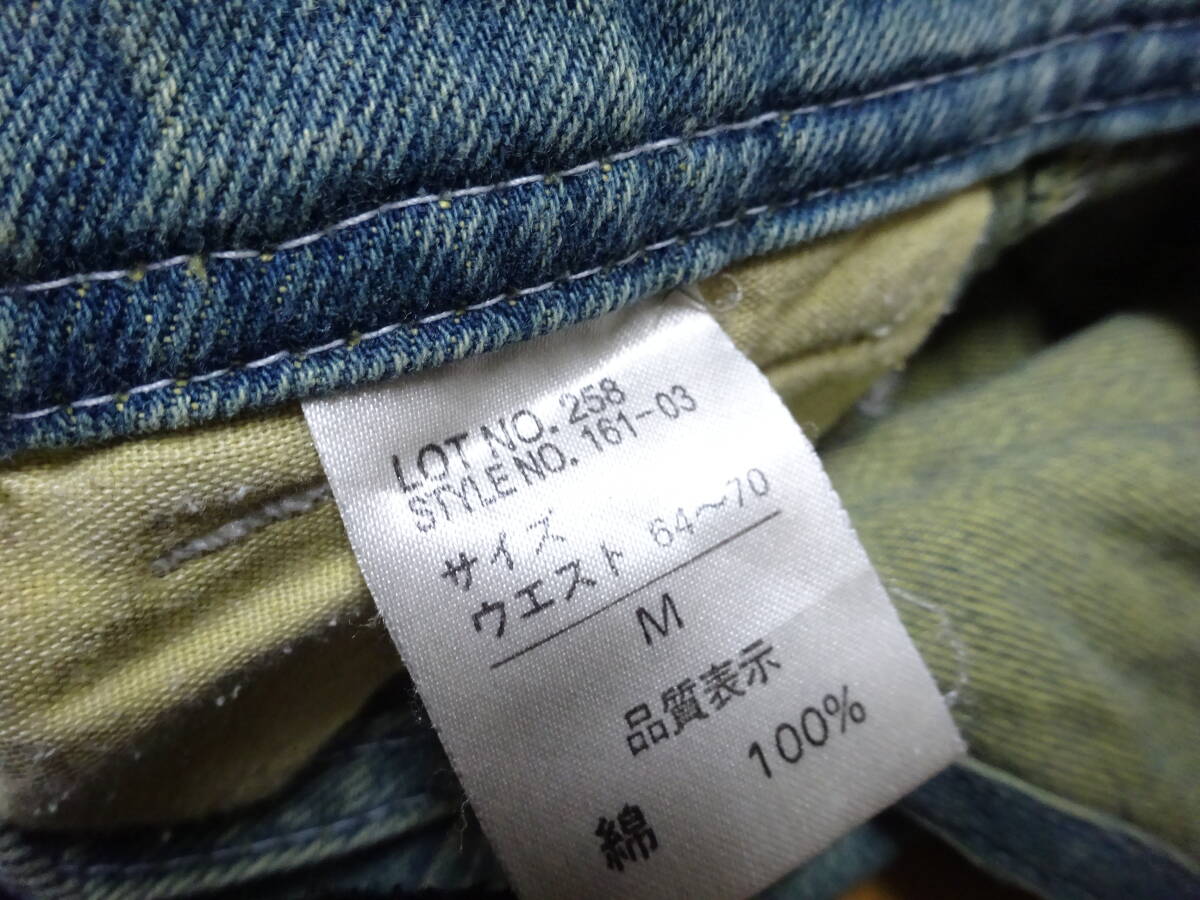 LOT NO. 258
STYLE NO. 161-03
サイズ
ウエスト 64〜70
M
品質表示
綿 100%